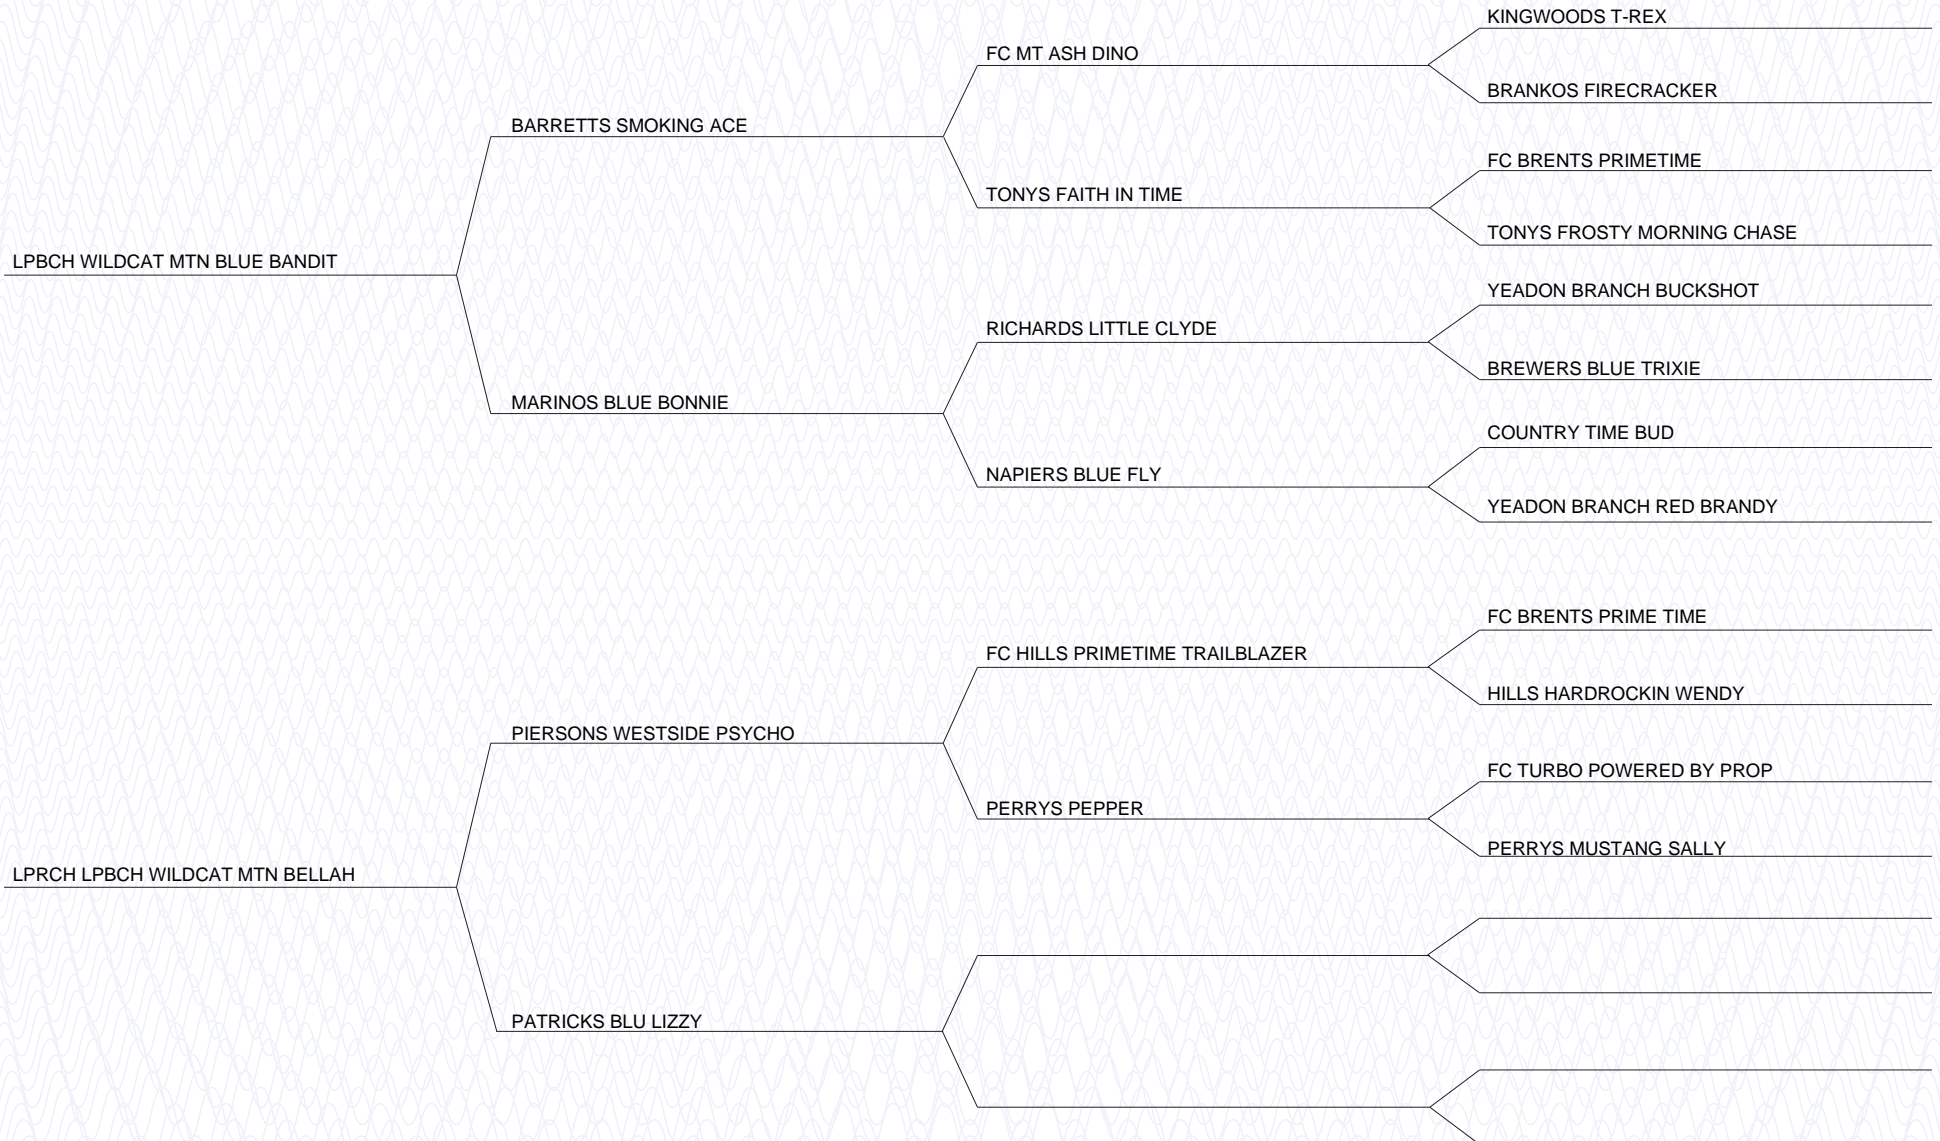 KINGWOODS T-REX
FC MT ASH DINO
BRANKOS FIRECRACKER
BARRETTS SMOKING ACE
FC BRENTS PRIMETIME
TONYS FAITH IN TIME
TONYS FROSTY MORNING CHASE
LPBCH WILDCAT MTN BLUE BANDIT
YEADON BRANCH BUCKSHOT
RICHARDS LITTLE CLYDE
BREWERS BLUE TRIXIE
MARINOS BLUE BONNIE
COUNTRY TIME BUD
NAPIERS BLUE FLY
YEADON BRANCH RED BRANDY
FC BRENTS PRIME TIME
FC HILLS PRIMETIME TRAILBLAZER
HILLS HARDROCKIN WENDY
PIERSONS WESTSIDE PSYCHO
FC TURBO POWERED BY PROP
PERRYS PEPPER
PERRYS MUSTANG SALLY
LPRCH LPBCH WILDCAT MTN BELLAH
PATRICKS BLU LIZZY